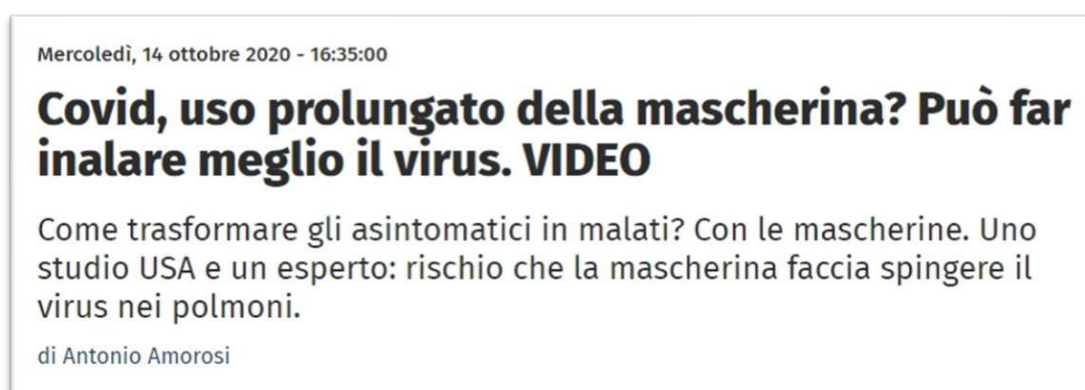 Mercoledì, 14 ottobre 2020 - 16:35:00
Covid, uso prolungato della mascherina? Può far
inalare meglio il virus. VIDEO
Come trasformare gli asintomatici in malati? Con le mascherine. Uno
studio USA e un esperto: rischio che la mascherina faccia spingere il
virus nei polmoni.
di Antonio Amorosi